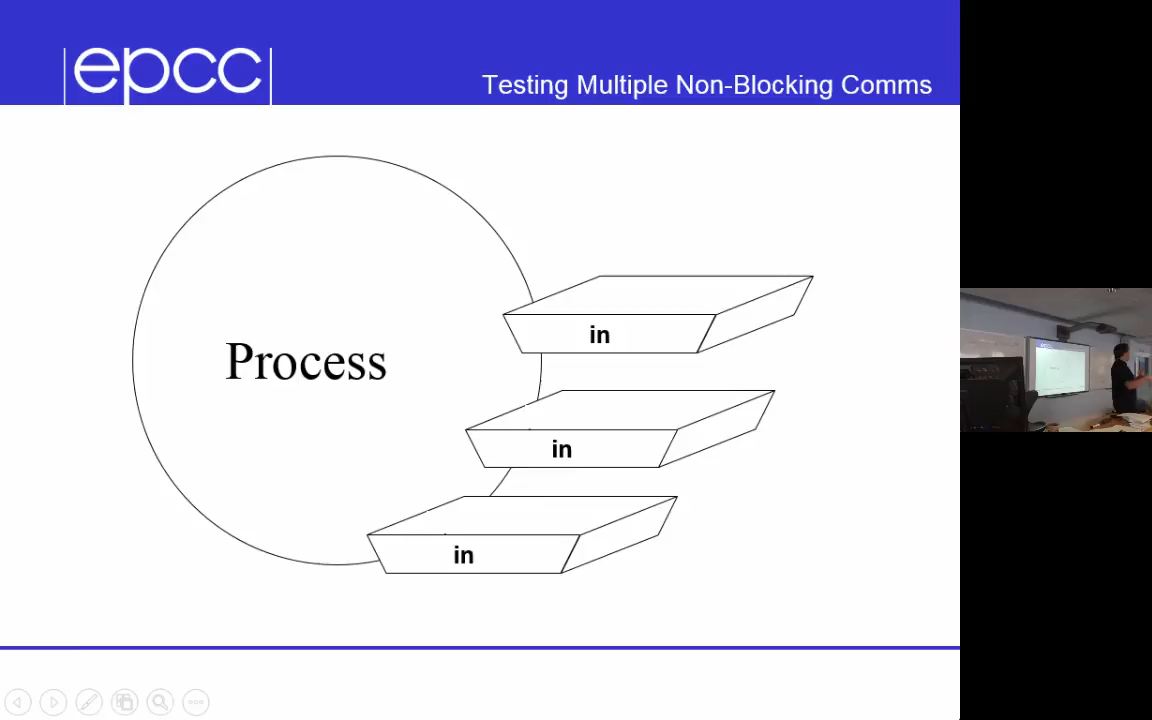 epcc
Testing Multiple Non-Blocking Comms
Process
in
in
in